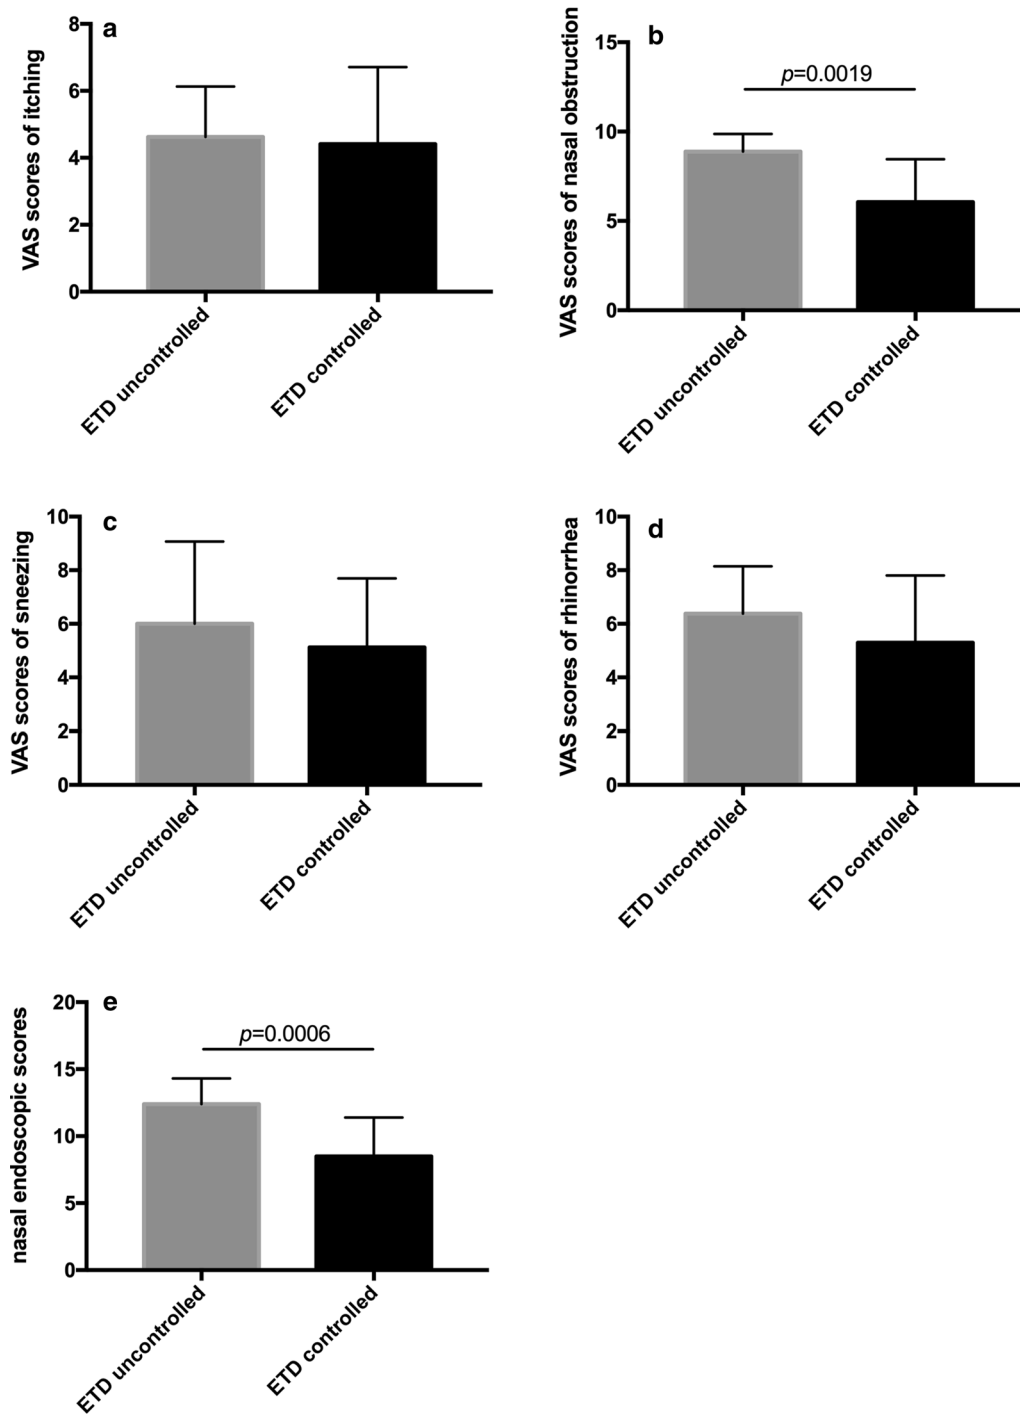 a
VAS scores of itching
8
6
4
2
0
ETD uncontrolled
ETD controlled
b
VAS scores of nasal obstruction
15
10
5
0
p=0.0019
ETD uncontrolled
ETD controlled
c
VAS scores of sneezing
10
8
6
4
2
0
ETD uncontrolled
ETD controlled
d
VAS scores of rhinorrhea
10
8
6
4
2
0
ETD uncontrolled
ETD controlled
e
nasal endoscopic scores
20
15
10
5
0
p=0.0006
ETD uncontrolled
ETD controlled